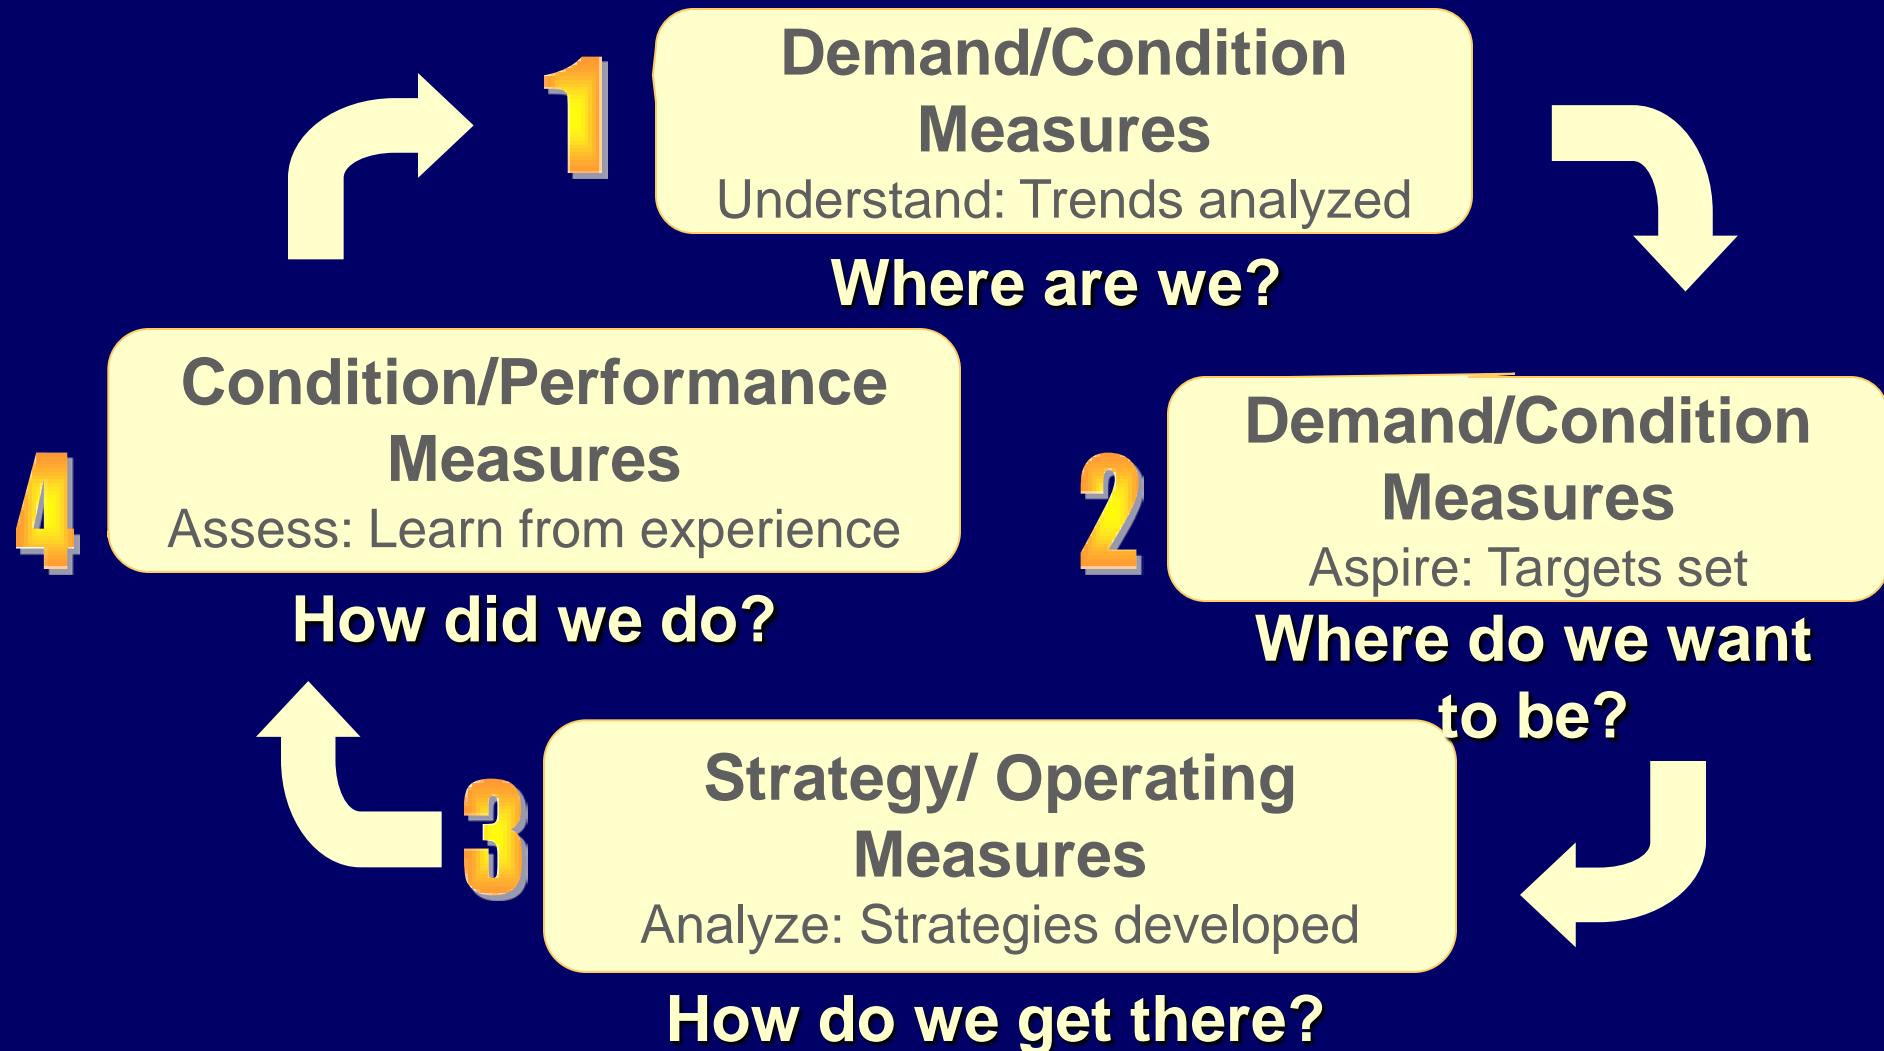 1
Demand/Condition
Measures
Understand: Trends analyzed
Where are we?
2
Demand/Condition
Measures
Aspire: Targets set
Where do we want
to be?
3
Strategy/ Operating
Measures
Analyze: Strategies developed
How do we get there?
4
Condition/Performance
Measures
Assess: Learn from experience
How did we do?